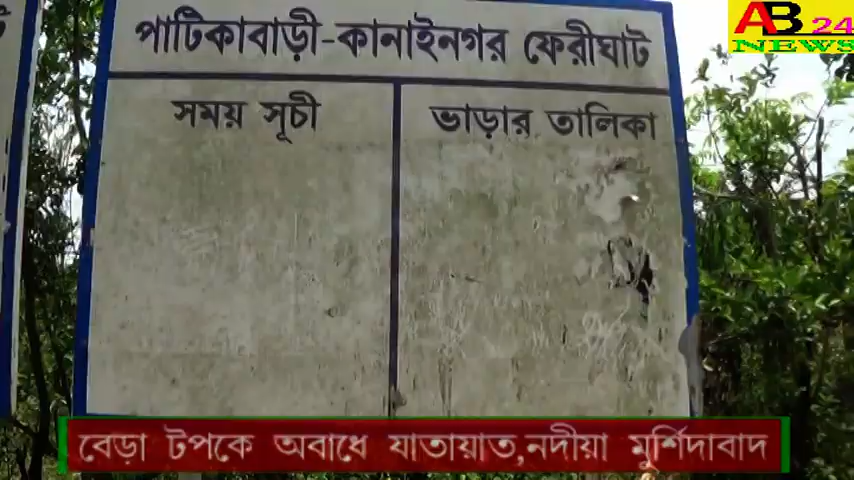 AB 24
NEWS
পাটিকাবাড়ী-কানাইনগর ফেরীঘাট
সময় সূচী
ভাড়ার তালিকা
বেড়া টপকে অবাধে যাতায়াত,নদীয়া মুর্শিদাবাদ